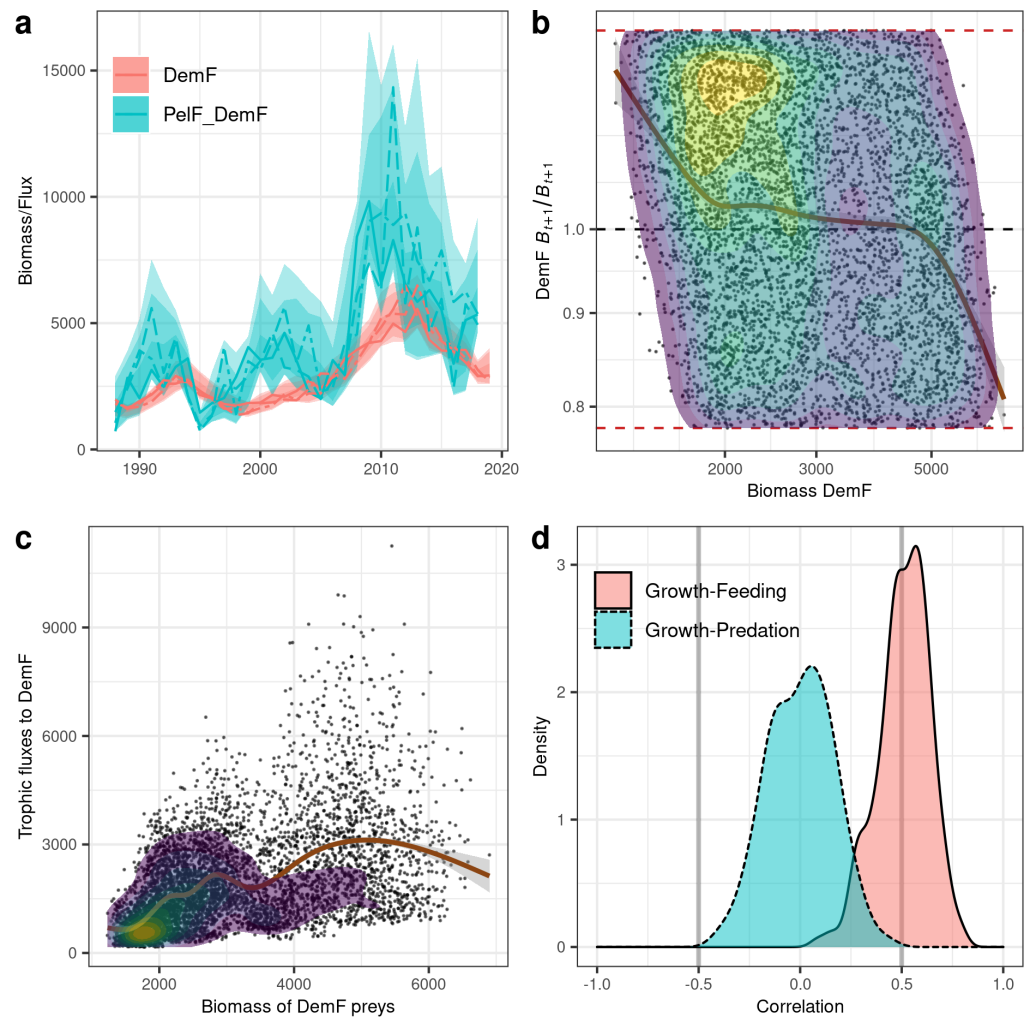 a
Biomass/Flux
15000
10000
5000
0
1990
2000
2010
2020
DemF
PelF_DemF
b
DemF B_{t+1}/B_{t+1}
1.0
0.9
0.8
2000
3000
5000
Biomass DemF
c
Trophic fluxes to DemF
9000
6000
3000
0
2000
4000
6000
Biomass of DemF preys
d
Density
3
2
1
0
-1.0
-0.5
0.0
0.5
1.0
Correlation
Growth-Feeding
Growth-Predation